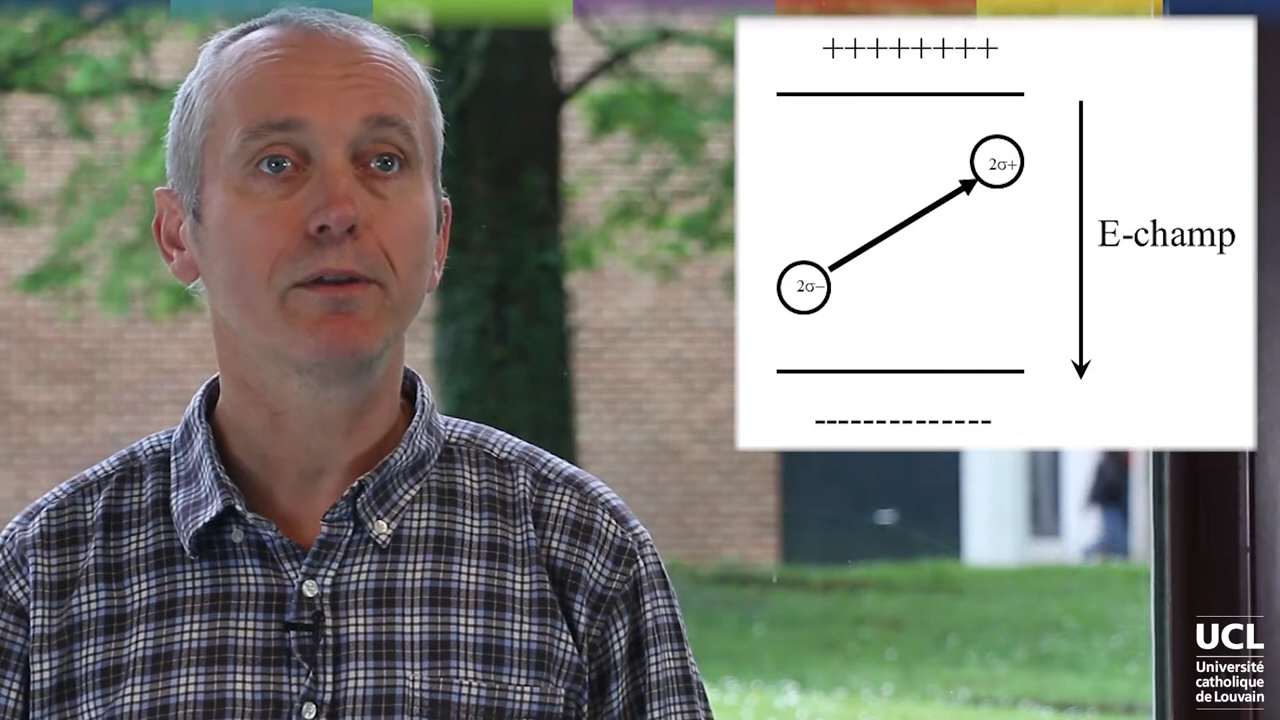 ++++++++
2σ+
E-champ
2σ–
--------------
UCL
Université
catholique
de Louvain